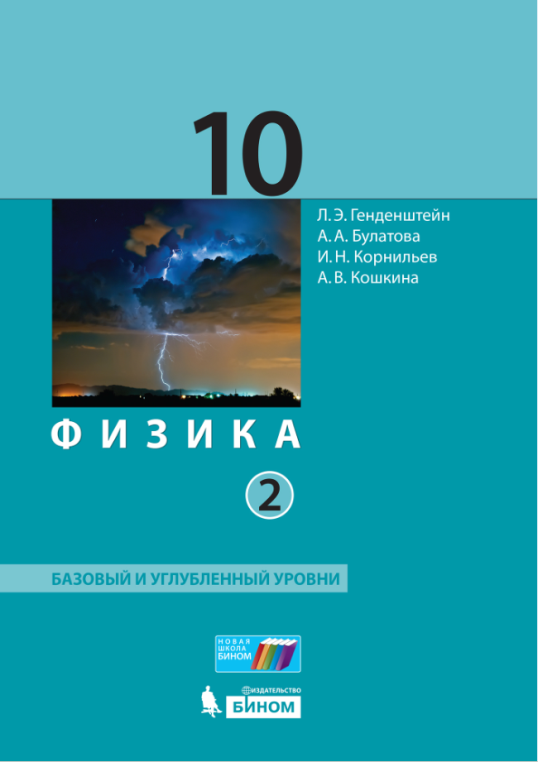 10
Л. Э. Генденштейн
А. А. Булатова
И. Н. Корнильев
А. В. Кошкина
ФИЗИКА
2
БАЗОВЫЙ И УГЛУБЛЕННЫЙ УРОВНИ
НОВАЯ
ШКОЛА
БИНОМ
ИЗДАТЕЛЬСТВО
БИНОМ